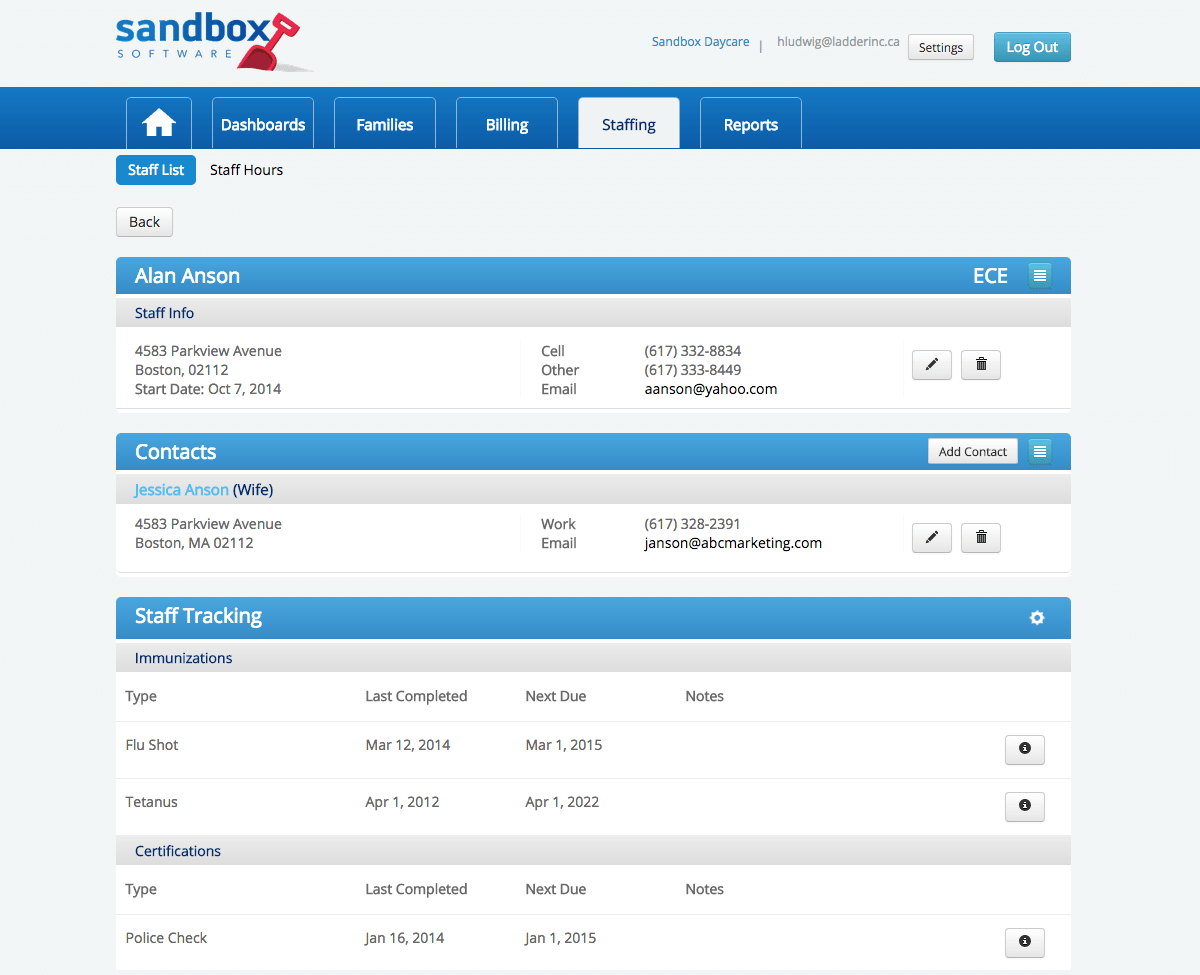 sandbox
SOFTWARE
Sandbox Daycare | hludwig@ladderinc.ca Settings Log Out
Dashboards Families Billing Staffing Reports
Staff List Staff Hours
Back
Alan Anson ECE
Staff Info
4583 Parkview Avenue Cell (617) 332-8834
Boston, 02112 Other (617) 333-8449
Start Date: Oct 7, 2014 Email aanson@yahoo.com
Contacts Add Contact
Jessica Anson (Wife)
4583 Parkview Avenue Work (617) 328-2391
Boston, MA 02112 Email janson@abcmarketing.com
Staff Tracking
Immunizations
Type Last Completed Next Due Notes
Flu Shot Mar 12, 2014 Mar 1, 2015
Tetanus Apr 1, 2012 Apr 1, 2022
Certifications
Type Last Completed Next Due Notes
Police Check Jan 16, 2014 Jan 1, 2015